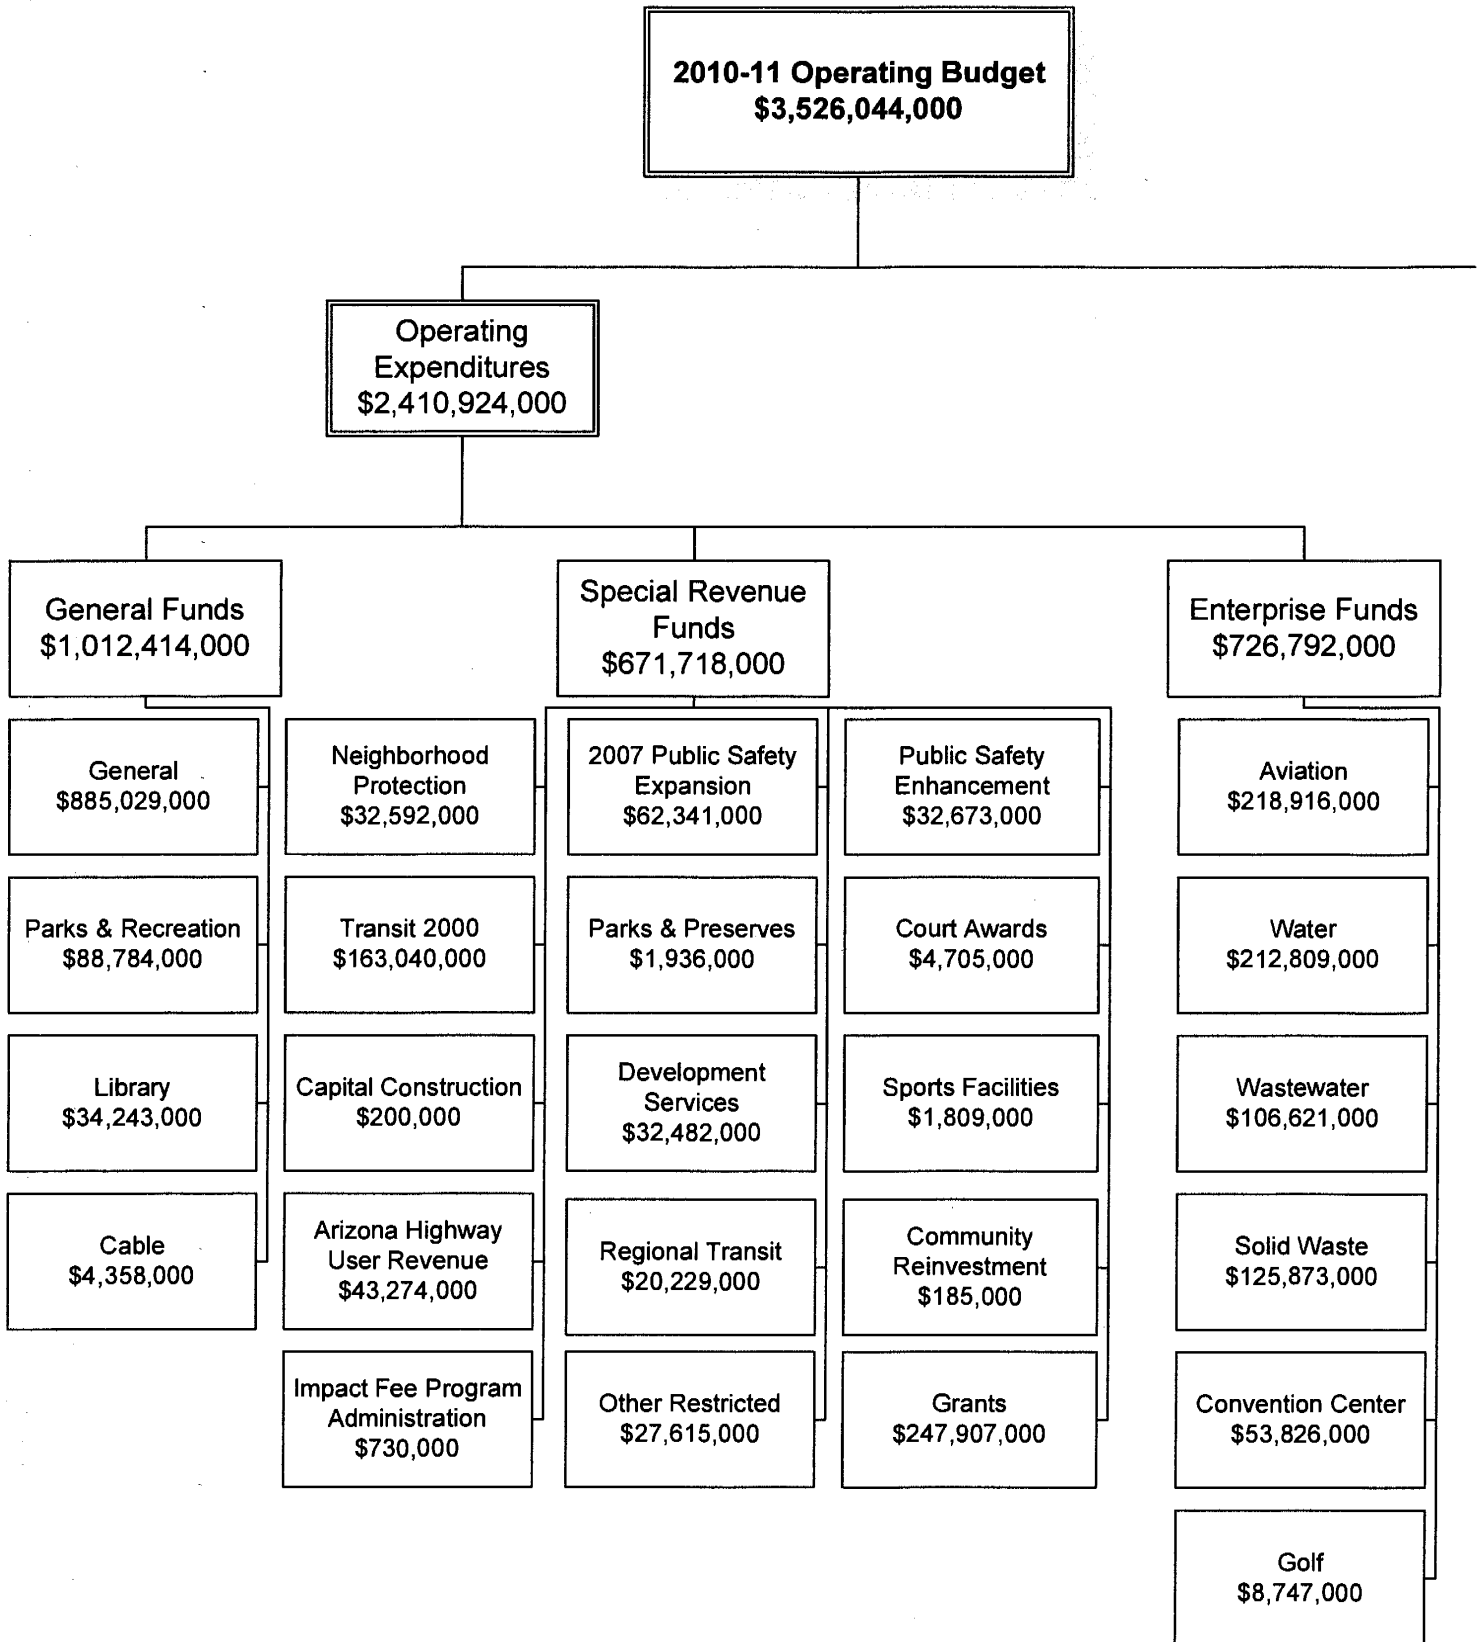 2010-11 Operating Budget
$3,526,044,000
Operating
Expenditures
$2,410,924,000
General Funds
$1,012,414,000
Special Revenue
Funds
$671,718,000
Enterprise Funds
$726,792,000
General
$885,029,000
Parks & Recreation
$88,784,000
Library
$34,243,000
Cable
$4,358,000
Neighborhood
Protection
$32,592,000
Transit 2000
$163,040,000
Capital Construction
$200,000
Arizona Highway
User Revenue
$43,274,000
Impact Fee Program
Administration
$730,000
2007 Public Safety
Expansion
$62,341,000
Parks & Preserves
$1,936,000
Development
Services
$32,482,000
Regional Transit
$20,229,000
Other Restricted
$27,615,000
Public Safety
Enhancement
$32,673,000
Court Awards
$4,705,000
Sports Facilities
$1,809,000
Community
Reinvestment
$185,000
Grants
$247,907,000
Aviation
$218,916,000
Water
$212,809,000
Wastewater
$106,621,000
Solid Waste
$125,873,000
Convention Center
$53,826,000
Golf
$8,747,000